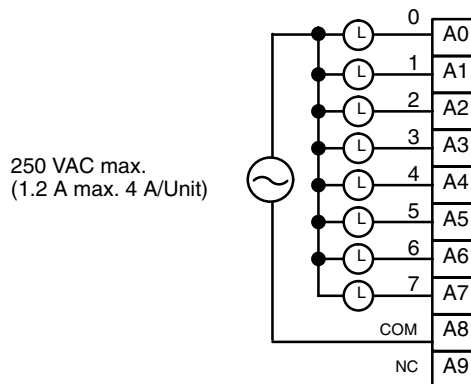 0 L A0
1 L A1
2 L A2
3 L A3
250 VAC max.
(1.2 A max. 4 A/Unit)
4 L A4
5 L A5
6 L A6
7 L A7
COM A8
NC A9